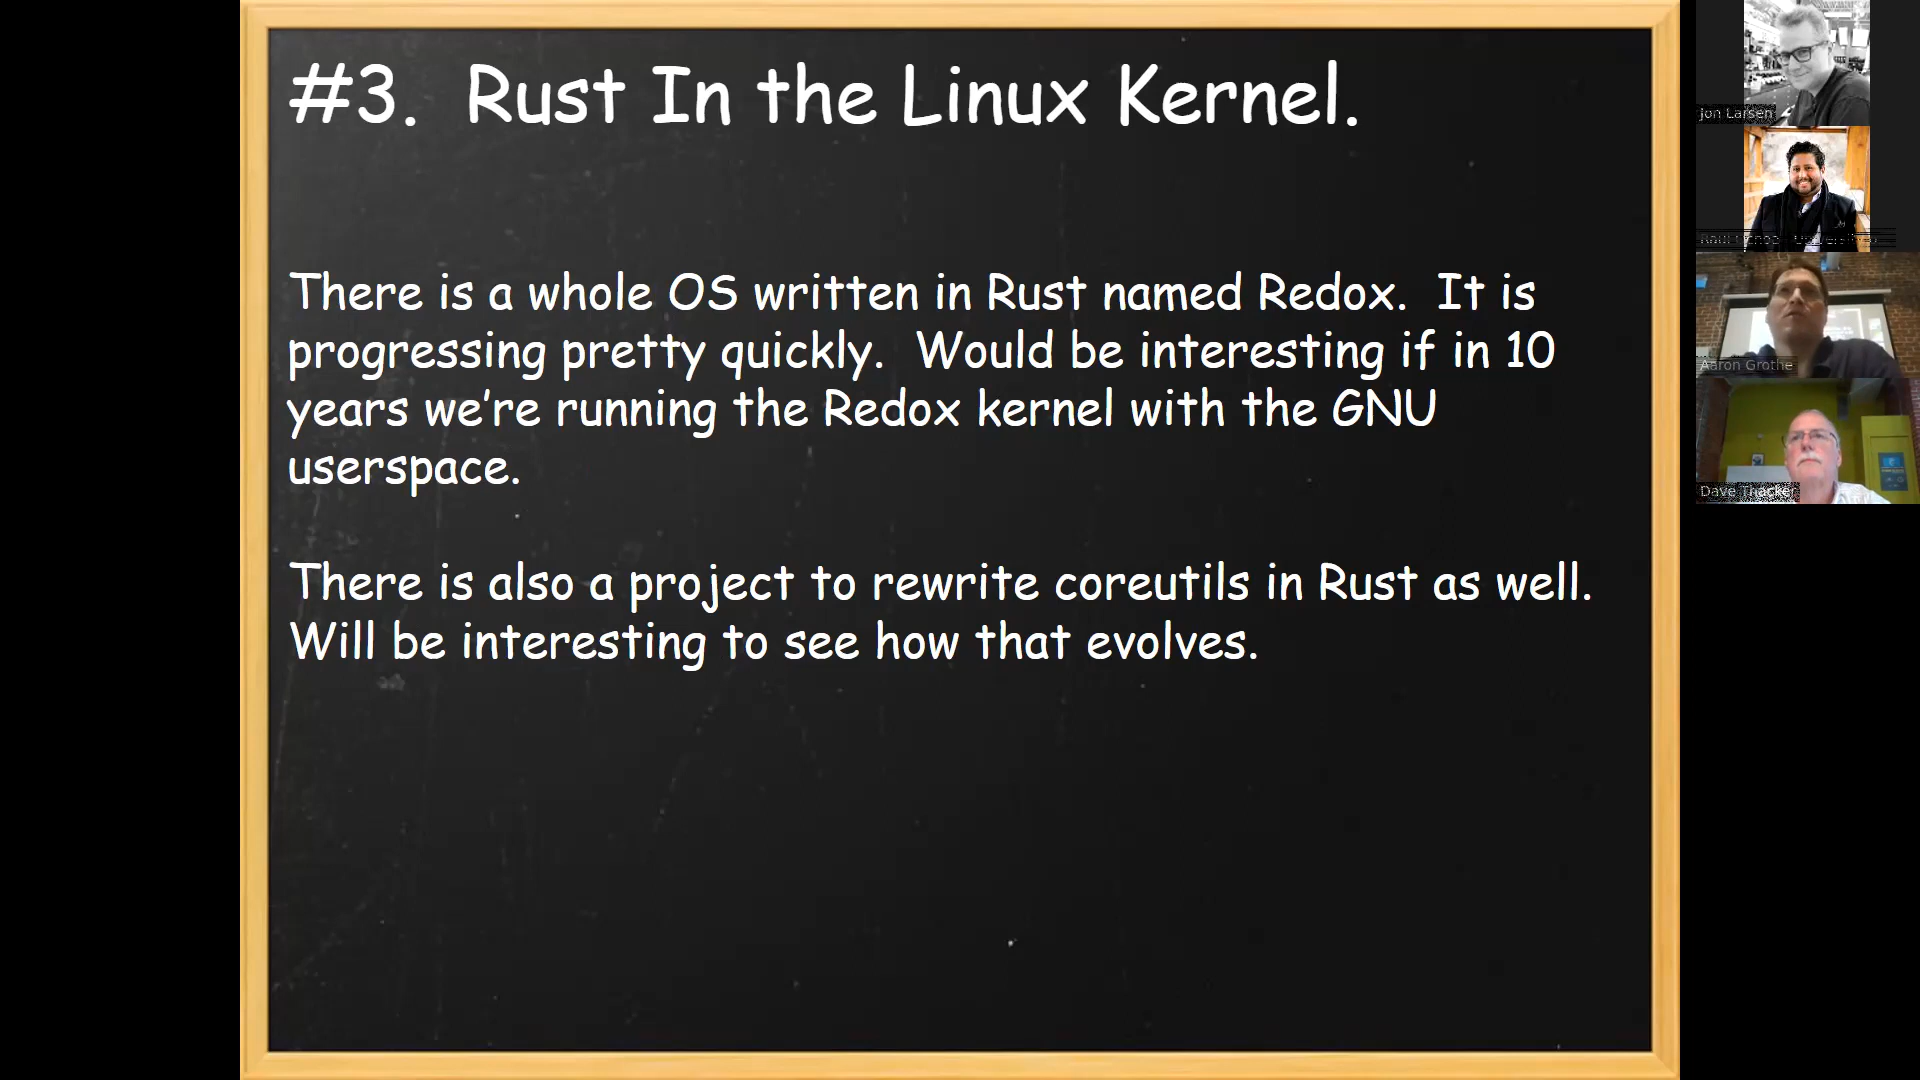 #3. Rust In the Linux Kernel.
There is a whole OS written in Rust named Redox. It is
progressing pretty quickly. Would be interesting if in 10
years we’re running the Redox kernel with the GNU
userspace.
There is also a project to rewrite coreutils in Rust as well.
Will be interesting to see how that evolves.
Jon Larsen
Aaron Grothe
Dave Thacker